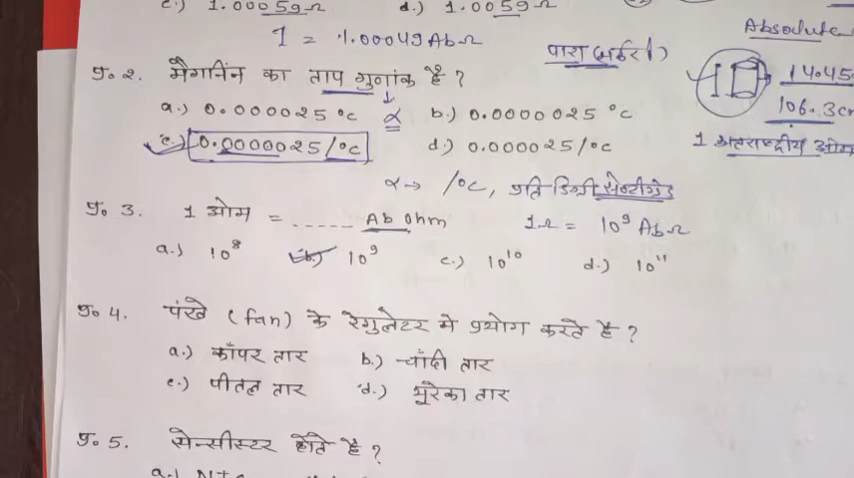 c.) 1.00059Ω d.) 1.0059Ω
1 = 1.00049 AbΩ
Absolute
पारा (मर्करी)
प्र० 2. मैगनिंन का ताप गुणांक है ?
14.45
a.) 0.000025 °c α b.) 0.0000025 °c
106.3 cm
c.) 0.0000025/°c d.) 0.000025/°c
1 अंतराष्ट्रीय ओम
α → /°c, प्रति डिग्री सेन्टीग्रेड
प्र० 3. 1 ओम = ...... Ab ohm 1Ω = 10⁹ AbΩ
a.) 10⁸ b.) 10⁹ c.) 10¹⁰ d.) 10¹¹
प्र० 4. पंखे (fan) के रेगुलेटर मे प्रयोग करते है ?
a.) कॉपर तार b.) चाँदी तार
c.) पीतल तार d.) यूरेका तार
प्र० 5. सेन्सीस्टर होते है ?